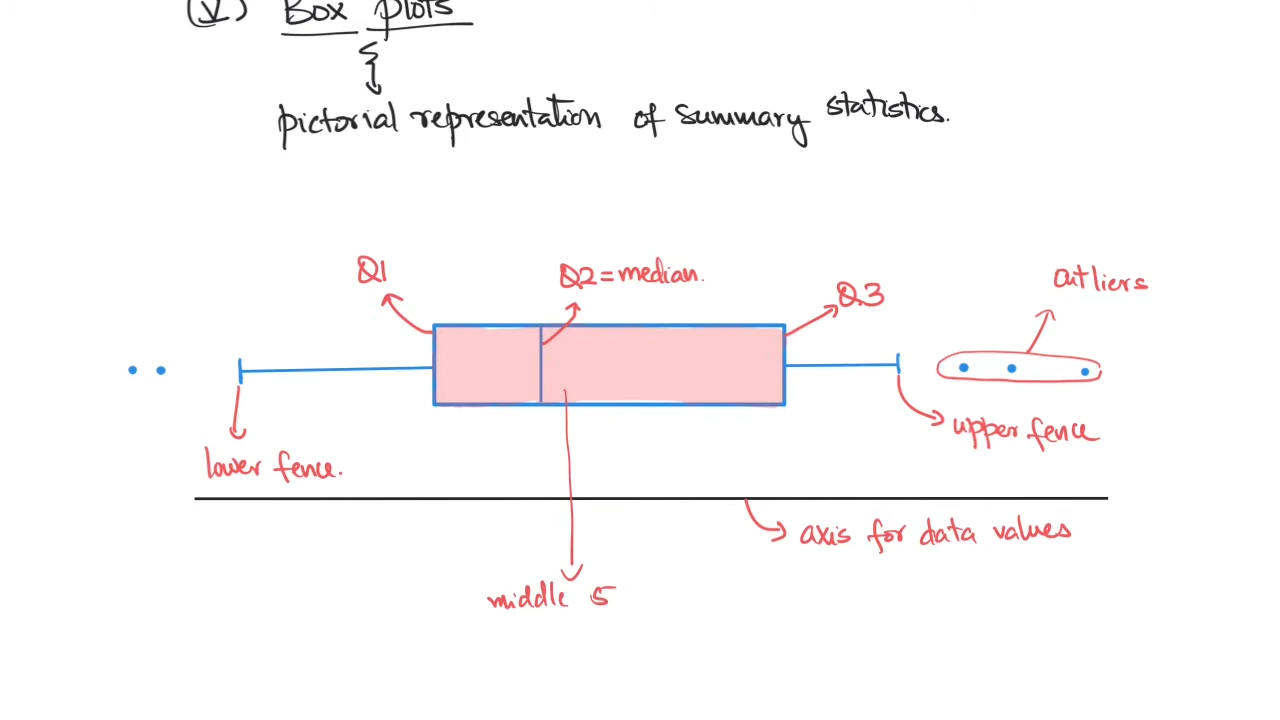 (V) Box plots
pictorial representation of summary statistics.
Q1
Q2 = median.
Q3
outliers
upper fence
lower fence.
axis for data values
middle 5